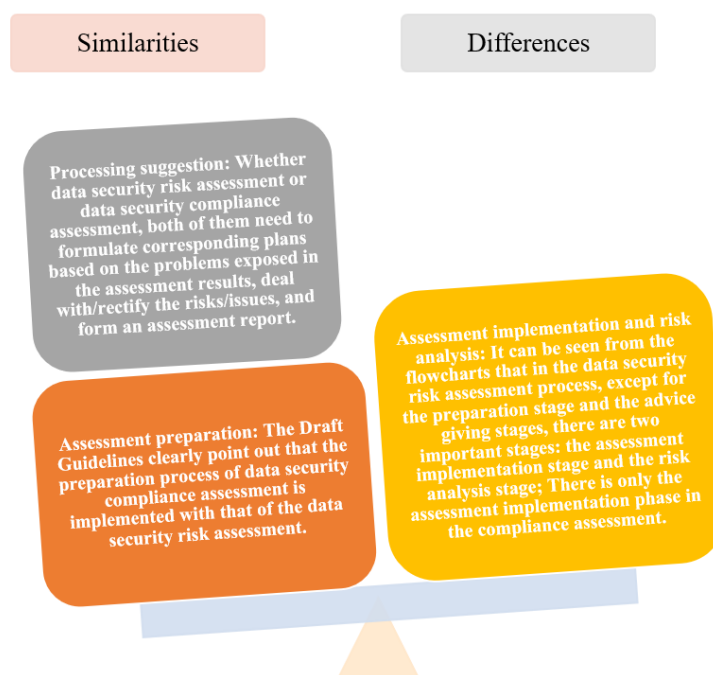 Similarities
Differences
Processing suggestion: Whether
data security risk assessment or
data security compliance
assessment, both of them need to
formulate corresponding plans
based on the problems exposed in
the assessment results, deal
with/rectify the risks/issues, and
form an assessment report.
Assessment preparation: The Draft
Guidelines clearly point out that the
preparation process of data security
compliance assessment is
implemented with that of the data
security risk assessment.
Assessment implementation and risk
analysis: It can be seen from the
flowcharts that in the data security
risk assessment process, except for
the preparation stage and the advice
giving stages, there are two
important stages: the assessment
implementation stage and the risk
analysis stage; There is only the
assessment implementation phase in
the compliance assessment.